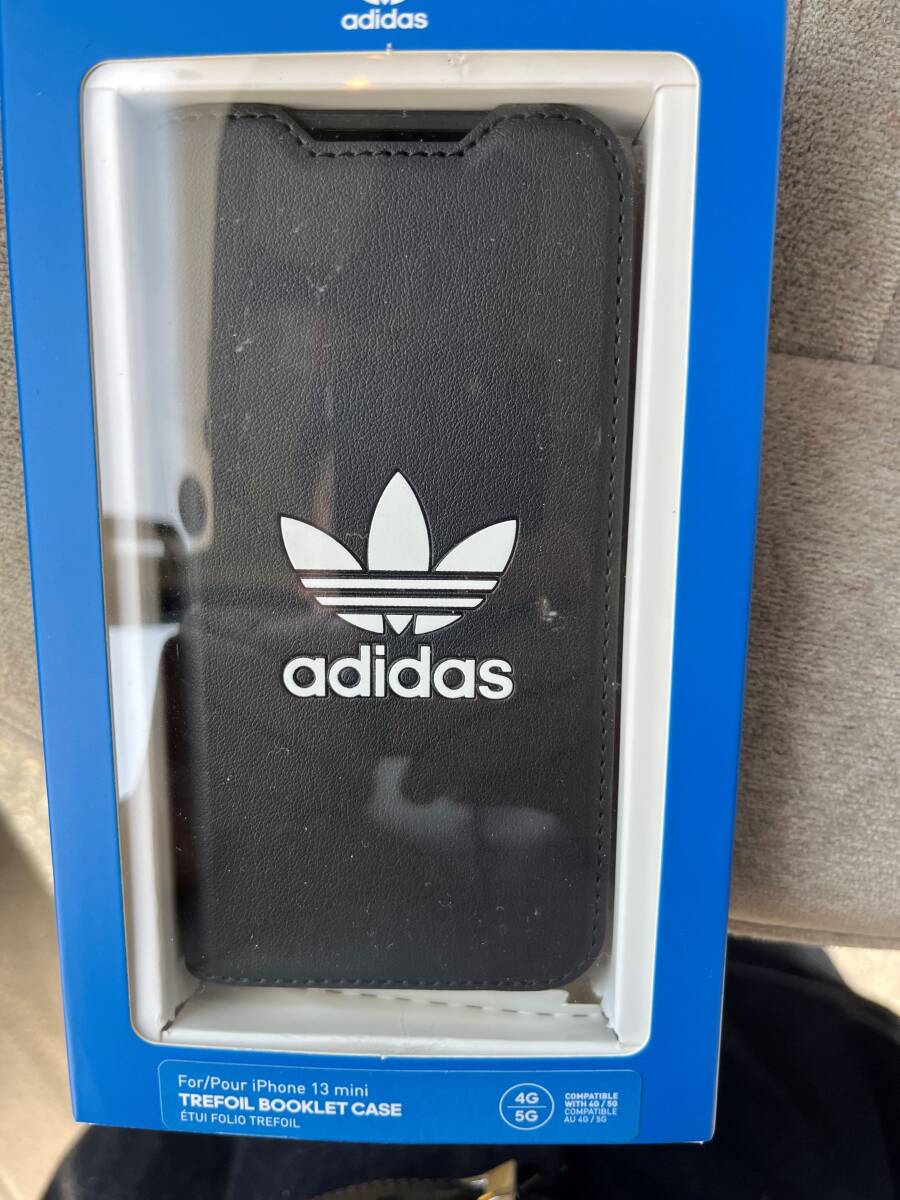 adidas
adidas
For/Pour iPhone 13 mini
TREFOIL BOOKLET CASE
ÉTUI FOLIO TREFOIL
4G
5G
COMPATIBLE
WITH 4G / 5G
COMPATIBLE
AU 4G / 5G